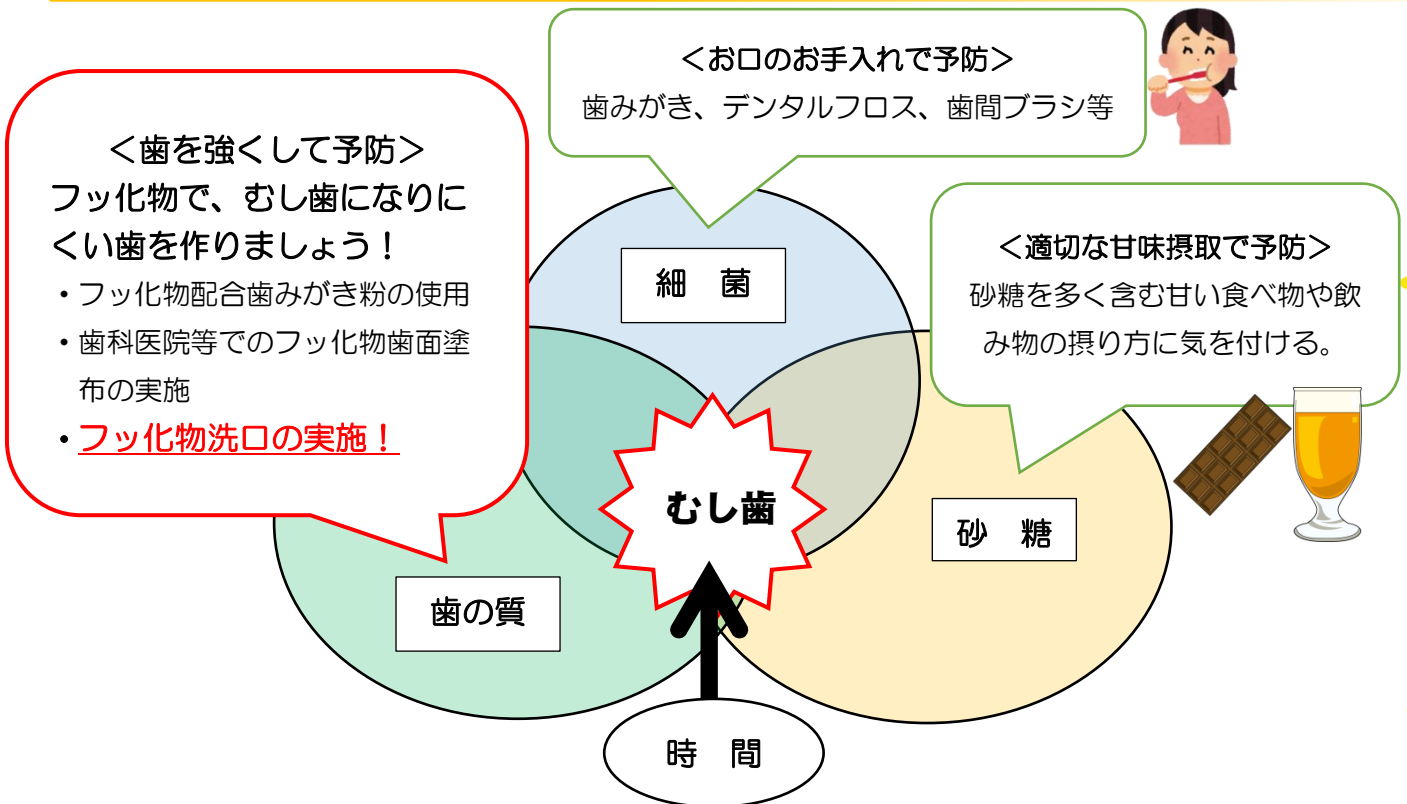 ＜お口のお手入れで予防＞
歯みがき、デンタルフロス、歯間ブラシ等
＜歯を強くして予防＞
フッ化物で、むし歯になりに
くい歯を作りましょう！
・フッ化物配合歯みがき粉の使用
・歯科医院等でのフッ化物歯面塗
布の実施
・フッ化物洗口の実施！
＜適切な甘味摂取で予防＞
砂糖を多く含む甘い食べ物や飲
み物の摂り方に気を付ける。
細　菌
むし歯
砂　糖
歯の質
時　間